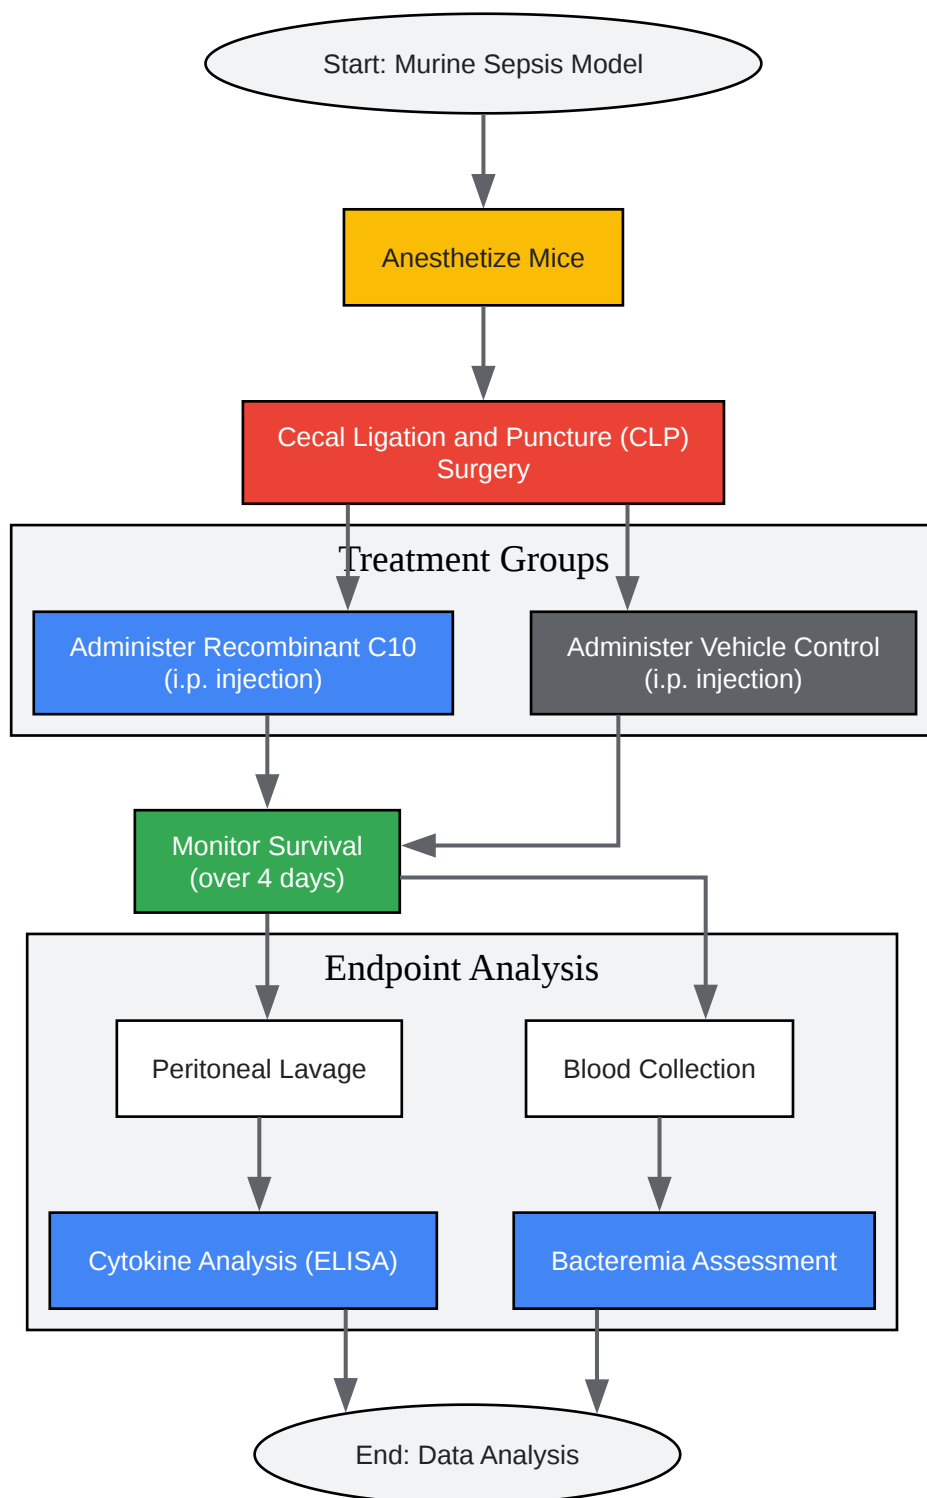 Start: Murine Sepsis Model
Anesthetize Mice
Cecal Ligation and Puncture (CLP)
Surgery
Treatment Groups
Administer Recombinant C10
(i.p. injection)
Administer Vehicle Control
(i.p. injection)
Monitor Survival
(over 4 days)
Endpoint Analysis
Peritoneal Lavage
Blood Collection
Cytokine Analysis (ELISA)
Bacteremia Assessment
End: Data Analysis